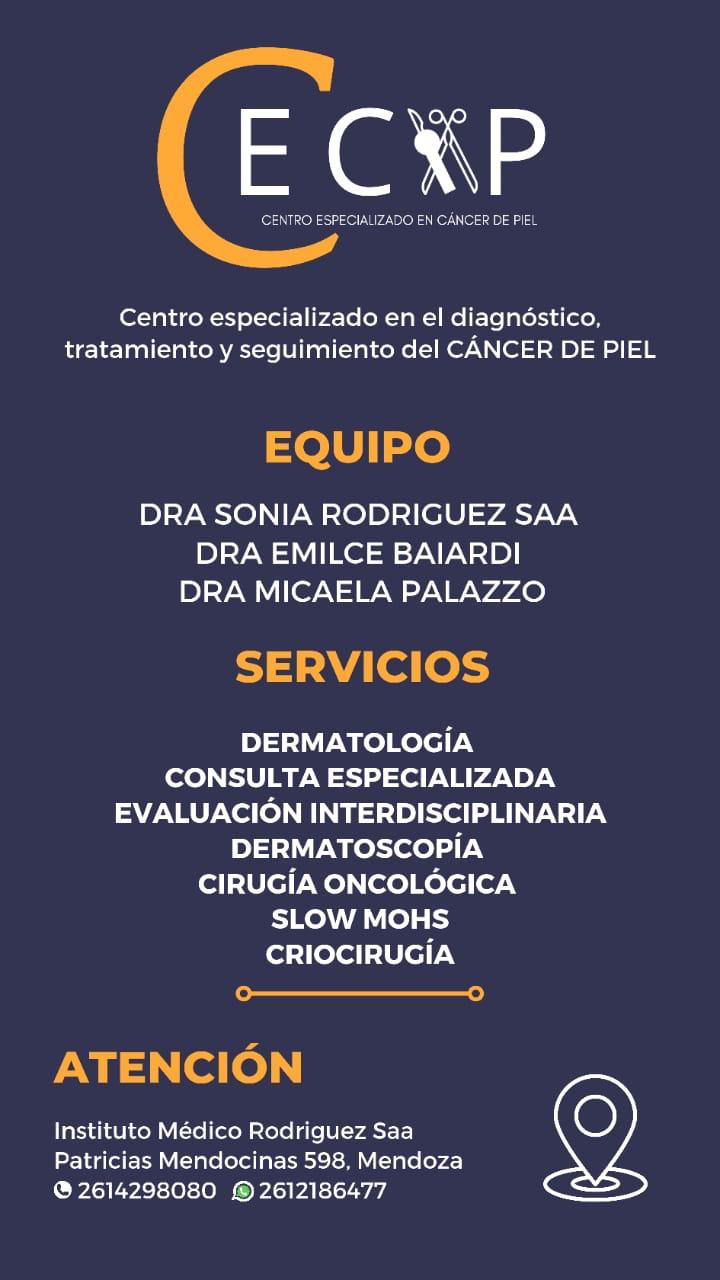 CECAP
CENTRO ESPECIALIZADO EN CÁNCER DE PIEL
Centro especializado en el diagnóstico,
tratamiento y seguimiento del CÁNCER DE PIEL
EQUIPO
DRA SONIA RODRIGUEZ SAA
DRA EMILCE BAIARDI
DRA MICAELA PALAZZO
SERVICIOS
DERMATOLOGÍA
CONSULTA ESPECIALIZADA
EVALUACIÓN INTERDISCIPLINARIA
DERMATOSCOPÍA
CIRUGÍA ONCOLÓGICA
SLOW MOHS
CRIOCIRUGÍA
ATENCIÓN
Instituto Médico Rodriguez Saa
Patricias Mendocinas 598, Mendoza
2614298080 2612186477